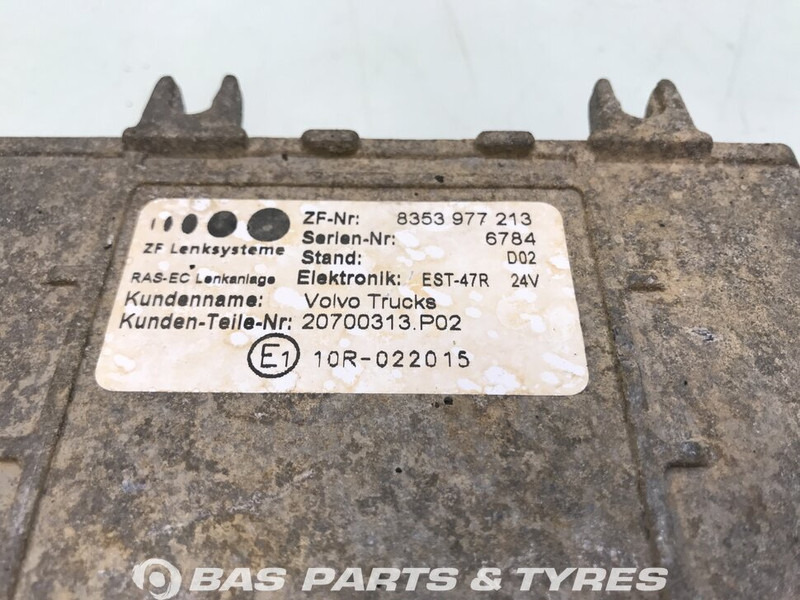 ZF-Nr: 8353 977 213
ZF Lenksysteme Serien-Nr: 6784
Stand: D02
RAS-EC Lenkanlage Elektronik: EST-47R 24V
Kundenname: Volvo Trucks
Kunden-Teile-Nr: 20700313.P02
E1 10R-022015
BAS PARTS & TYRES